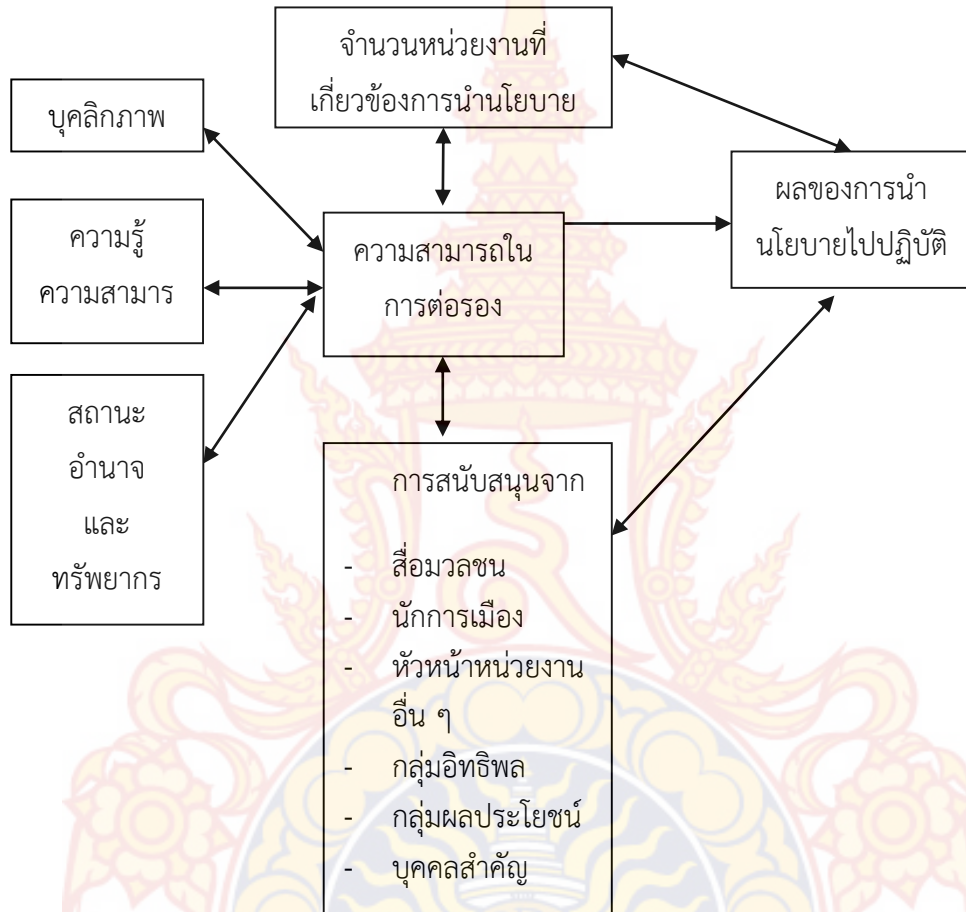 จำนวนหน่วยงานที่
เกี่ยวข้องการนำนโยบาย
บุคลิกภาพ
ความรู้
ความสามาร
สถานะ
อำนาจ
และ
ทรัพยากร
ความสามารถใน
การต่อรอง
ผลของการนำ
นโยบายไปปฏิบัติ
การสนับสนุนจาก
- สื่อมวลชน
- นักการเมือง
- หัวหน้าหน่วยงาน
อื่น ๆ
- กลุ่มอิทธิพล
- กลุ่มผลประโยชน์
- บุคคลสำคัญ